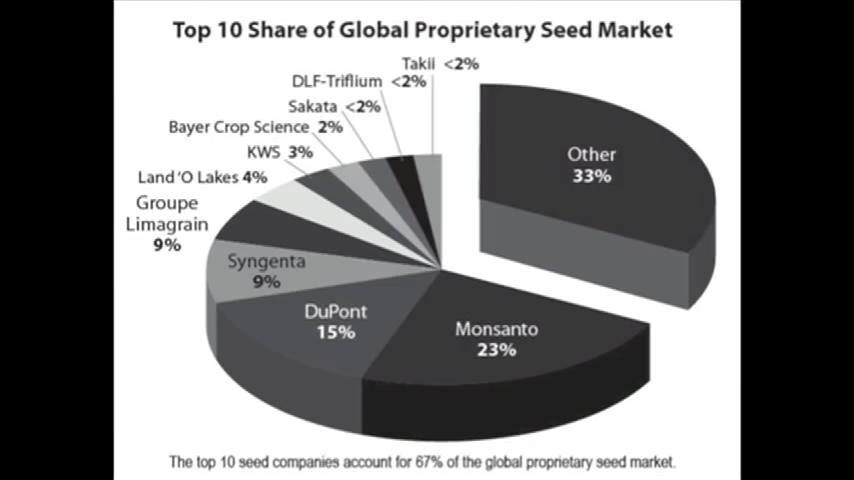 Top 10 Share of Global Proprietary Seed Market
Takii <2%
DLF-Triflium <2%
Sakata <2%
Bayer Crop Science 2%
KWS 3%
Land 'O Lakes 4%
Groupe
Limagrain
9%
Syngenta
9%
DuPont
15%
Monsanto
23%
Other
33%
The top 10 seed companies account for 67% of the global proprietary seed market.